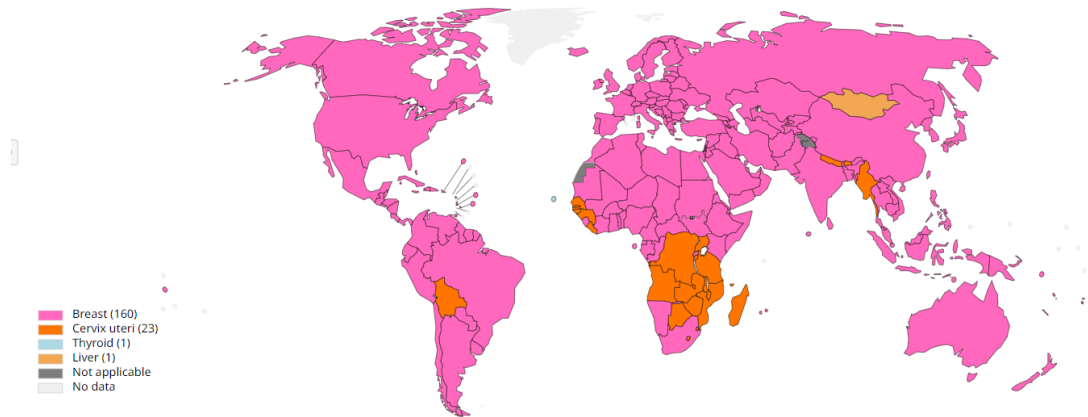 Breast (160)
Cervix uteri (23)
Thyroid (1)
Liver (1)
Not applicable
No data